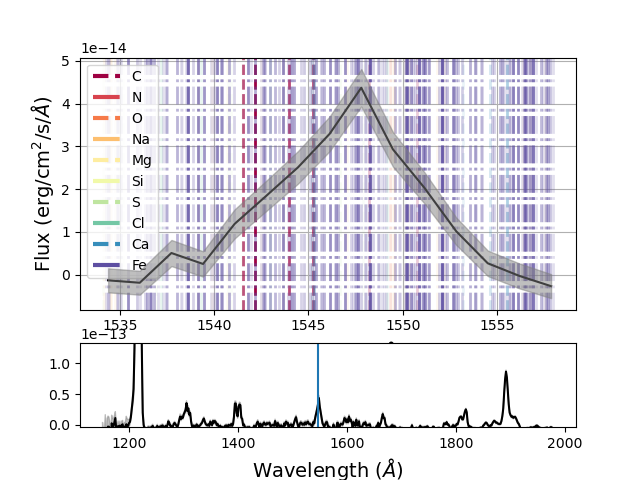 1e−14
5
4
3
2
1
0
Flux (erg/cm²/s/Å)
C
N
O
Na
Mg
Si
S
Cl
Ca
Fe
1535 1540 1545 1550 1555
1e−13
1.0
0.5
0.0
1200 1400 1600 1800 2000
Wavelength (Å)